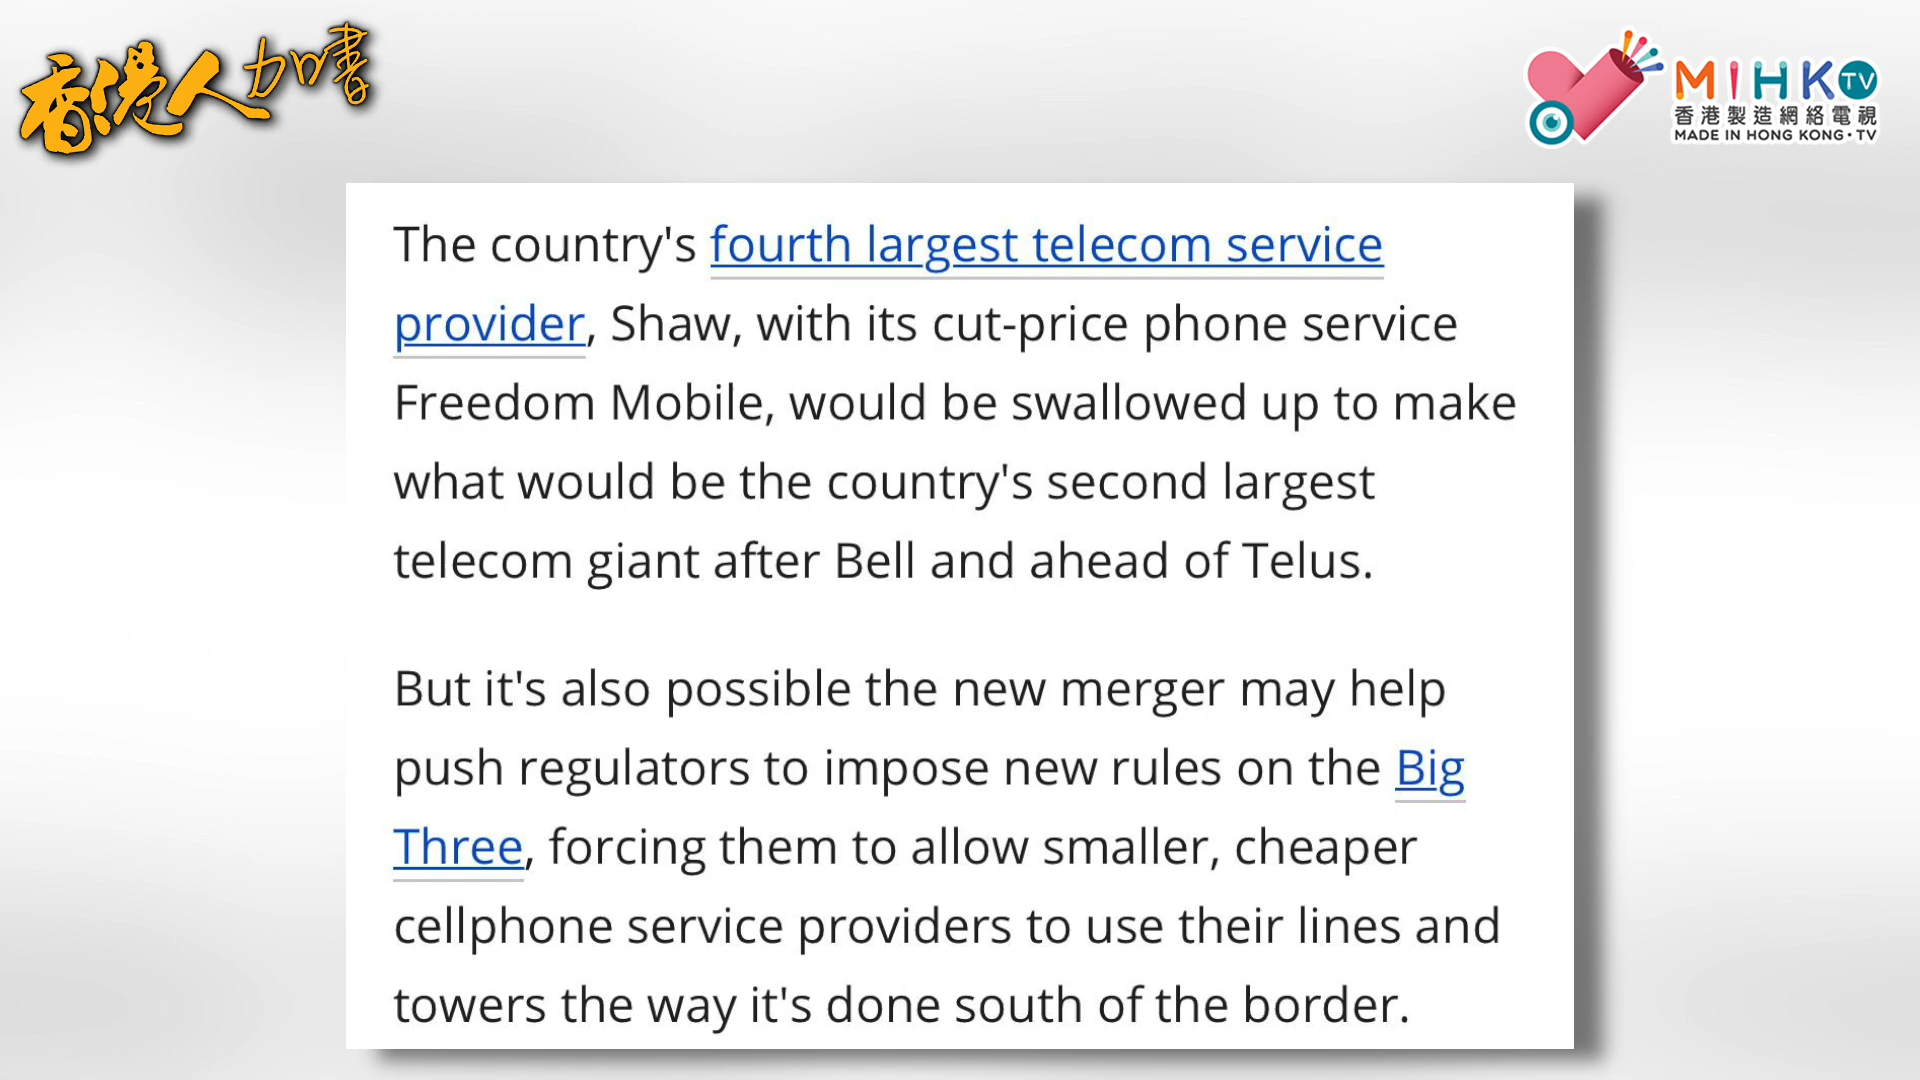 香港人加嘥
MIHK TV
香港製造網絡電視
MADE IN HONG KONG・TV
The country's fourth largest telecom service
provider, Shaw, with its cut-price phone service
Freedom Mobile, would be swallowed up to make
what would be the country's second largest
telecom giant after Bell and ahead of Telus.
But it's also possible the new merger may help
push regulators to impose new rules on the Big
Three, forcing them to allow smaller, cheaper
cellphone service providers to use their lines and
towers the way it's done south of the border.